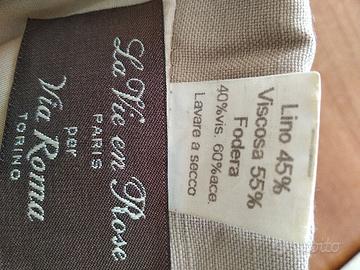 La Vie en Rose
PARIS
per
Via Roma
TORINO
Lino 45%
Viscosa 55%
Fodera
40%vis. 60%ace.
Lavare a secco
subito